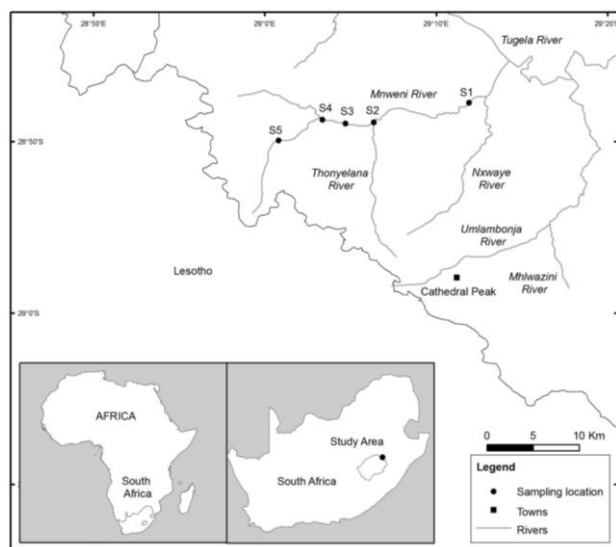 28°50'E
29°0'E
29°10'E
29°20'E
Tugela River
S1
Mnweni River
S4
S3
S2
S5
28°50'S
Thonyelana
River
Nxwaye
River
Umlambonja
River
Lesotho
Mhlwazini
River
Cathedral Peak
29°0'S
AFRICA
South
Africa
Study Area
South Africa
0 5 10 Km
Legend
Sampling location
Towns
Rivers